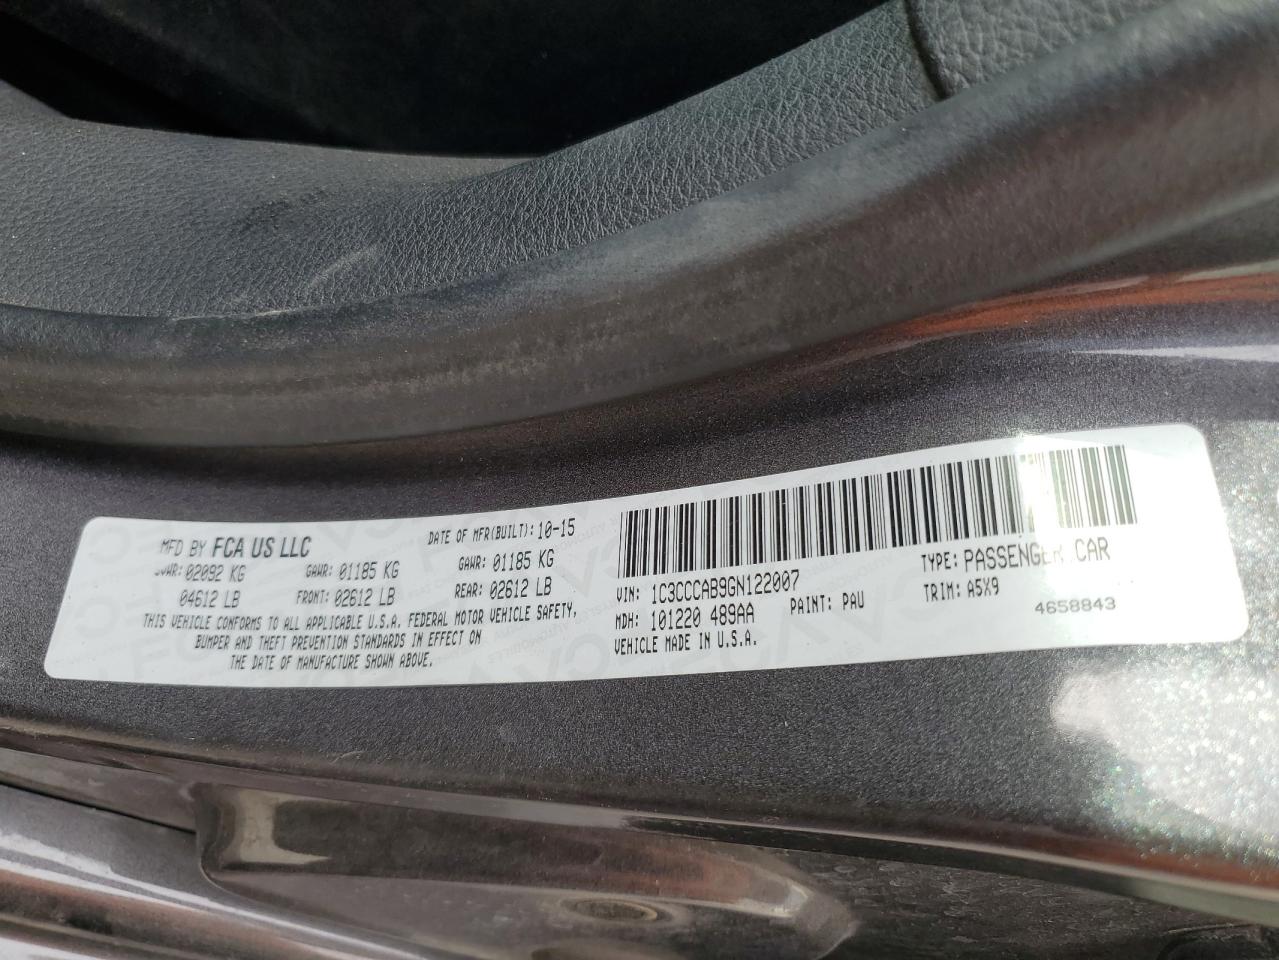 MFD BY FCA US LLC
DATE OF MFR(BUILT): 10-15
GVWR: 02092 KG
GAWR: 01185 KG
GAWR: 01185 KG
04612 LB
FRONT: 02612 LB
REAR: 02612 LB
THIS VEHICLE CONFORMS TO ALL APPLICABLE U.S.A. FEDERAL MOTOR VEHICLE SAFETY,
BUMPER AND THEFT PREVENTION STANDARDS IN EFFECT ON
THE DATE OF MANUFACTURE SHOWN ABOVE.
VIN: 1C3CCCAB9GN122007
TYPE: PASSENGER CAR
MDH: 101220 489AA
PAINT: PAU
TRIM: A5X9
VEHICLE MADE IN U.S.A.
4658843